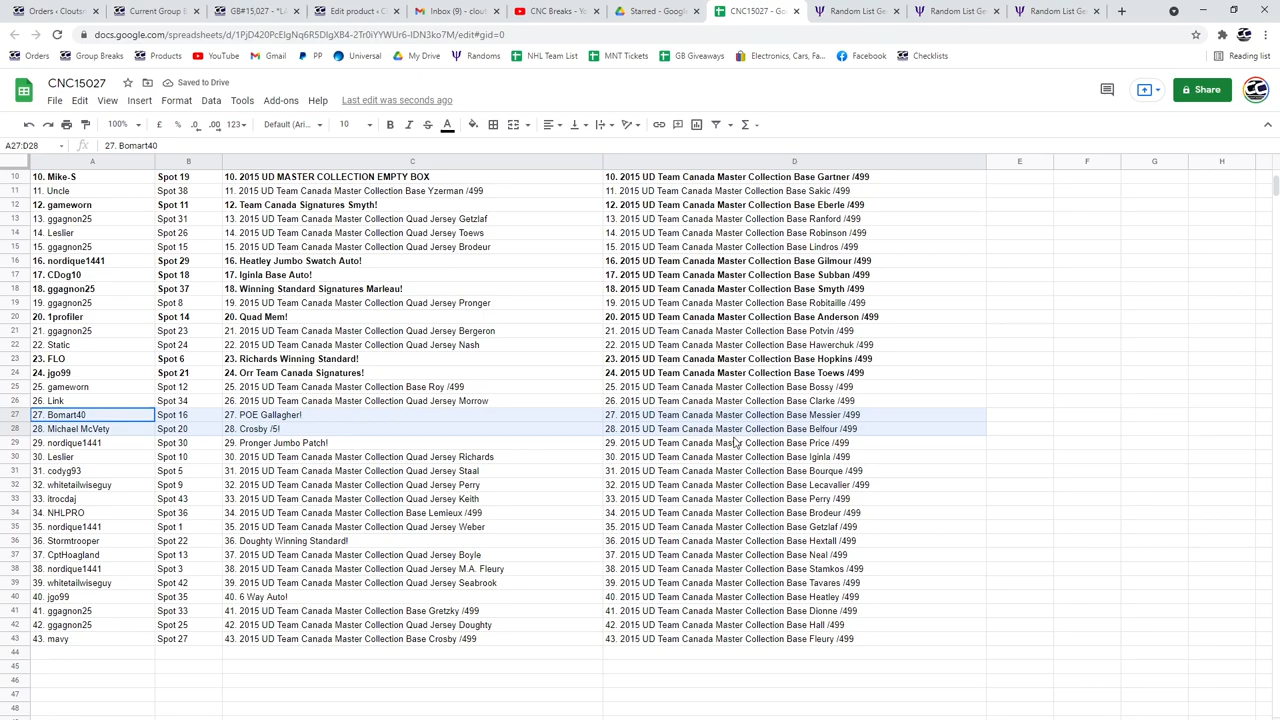 Orders • Clouts Current Group B GB#15,027 - *LA Edit product • Cl Inbox (9) - clout CNC Breaks - Y Starred - Google CNC15027 - Go Random List Ge Random List Ge Random List Ge
docs.google.com/spreadsheets/d/1PjD420PcEIgNq6R5DIgXB4-2Tr0iYYWUr6-IDN3ko7M/edit#gid=0
Orders Group Breaks Products YouTube Gmail PP Universal My Drive Randoms NHL Team List MNT Tickets GB Giveaways Electronics, Cars, Fa... Facebook Checklists Reading list
CNC15027 Saved to Drive
File Edit View Insert Format Data Tools Add-ons Help Last edit was seconds ago Share
100% £ % .0 .00 123 Default (Ari... 10 B I S A
A27:D28 fx 27. Bomart40
A B C D E F G H
10 10. Mike-S Spot 19 10. 2015 UD MASTER COLLECTION EMPTY BOX 10. 2015 UD Team Canada Master Collection Base Gartner /499
11 11. Uncle Spot 38 11. 2015 UD Team Canada Master Collection Base Yzerman /499 11. 2015 UD Team Canada Master Collection Base Sakic /499
12 12. gameworn Spot 11 12. Team Canada Signatures Smyth! 12. 2015 UD Team Canada Master Collection Base Eberle /499
13 13. ggagnon25 Spot 31 13. 2015 UD Team Canada Master Collection Quad Jersey Getzlaf 13. 2015 UD Team Canada Master Collection Base Ranford /499
14 14. Leslier Spot 26 14. 2015 UD Team Canada Master Collection Quad Jersey Toews 14. 2015 UD Team Canada Master Collection Base Robinson /499
15 15. ggagnon25 Spot 15 15. 2015 UD Team Canada Master Collection Quad Jersey Brodeur 15. 2015 UD Team Canada Master Collection Base Lindros /499
16 16. nordique1441 Spot 29 16. Heatley Jumbo Swatch Auto! 16. 2015 UD Team Canada Master Collection Base Gilmour /499
17 17. CDog10 Spot 18 17. Iginla Base Auto! 17. 2015 UD Team Canada Master Collection Base Subban /499
18 18. ggagnon25 Spot 37 18. Winning Standard Signatures Marleau! 18. 2015 UD Team Canada Master Collection Base Smyth /499
19 19. ggagnon25 Spot 8 19. 2015 UD Team Canada Master Collection Quad Jersey Pronger 19. 2015 UD Team Canada Master Collection Base Robitaille /499
20 20. 1profiler Spot 14 20. Quad Mem! 20. 2015 UD Team Canada Master Collection Base Anderson /499
21 21. ggagnon25 Spot 23 21. 2015 UD Team Canada Master Collection Quad Jersey Bergeron 21. 2015 UD Team Canada Master Collection Base Potvin /499
22 22. Static Spot 24 22. 2015 UD Team Canada Master Collection Quad Jersey Nash 22. 2015 UD Team Canada Master Collection Base Hawerchuk /499
23 23. FLO Spot 6 23. Richards Winning Standard! 23. 2015 UD Team Canada Master Collection Base Hopkins /499
24 24. jgo99 Spot 21 24. Orr Team Canada Signatures! 24. 2015 UD Team Canada Master Collection Base Toews /499
25 25. gameworn Spot 12 25. 2015 UD Team Canada Master Collection Base Roy /499 25. 2015 UD Team Canada Master Collection Base Bossy /499
26 26. Link Spot 34 26. 2015 UD Team Canada Master Collection Quad Jersey Morrow 26. 2015 UD Team Canada Master Collection Base Clarke /499
27 27. Bomart40 Spot 16 27. POE Gallagher! 27. 2015 UD Team Canada Master Collection Base Messier /499
28 28. Michael McVety Spot 20 28. Crosby /5! 28. 2015 UD Team Canada Master Collection Base Belfour /499
29 29. nordique1441 Spot 30 29. Pronger Jumbo Patch! 29. 2015 UD Team Canada Master Collection Base Price /499
30 30. Leslier Spot 10 30. 2015 UD Team Canada Master Collection Quad Jersey Richards 30. 2015 UD Team Canada Master Collection Base Iginla /499
31 31. codyg93 Spot 5 31. 2015 UD Team Canada Master Collection Quad Jersey Staal 31. 2015 UD Team Canada Master Collection Base Bourque /499
32 32. whitetailwiseguy Spot 9 32. 2015 UD Team Canada Master Collection Quad Jersey Perry 32. 2015 UD Team Canada Master Collection Base Lecavalier /499
33 33. itrocdaj Spot 43 33. 2015 UD Team Canada Master Collection Quad Jersey Keith 33. 2015 UD Team Canada Master Collection Base Perry /499
34 34. NHLPRO Spot 36 34. 2015 UD Team Canada Master Collection Base Lemieux /499 34. 2015 UD Team Canada Master Collection Base Brodeur /499
35 35. nordique1441 Spot 1 35. 2015 UD Team Canada Master Collection Quad Jersey Weber 35. 2015 UD Team Canada Master Collection Base Getzlaf /499
36 36. Stormtrooper Spot 22 36. Doughty Winning Standard! 36. 2015 UD Team Canada Master Collection Base Hextall /499
37 37. CptHoagland Spot 13 37. 2015 UD Team Canada Master Collection Quad Jersey Boyle 37. 2015 UD Team Canada Master Collection Base Neal /499
38 38. nordique1441 Spot 3 38. 2015 UD Team Canada Master Collection Quad Jersey M.A. Fleury 38. 2015 UD Team Canada Master Collection Base Stamkos /499
39 39. whitetailwiseguy Spot 42 39. 2015 UD Team Canada Master Collection Quad Jersey Seabrook 39. 2015 UD Team Canada Master Collection Base Tavares /499
40 40. jgo99 Spot 35 40. 6 Way Auto! 40. 2015 UD Team Canada Master Collection Base Heatley /499
41 41. ggagnon25 Spot 33 41. 2015 UD Team Canada Master Collection Base Gretzky /499 41. 2015 UD Team Canada Master Collection Base Dionne /499
42 42. ggagnon25 Spot 25 42. 2015 UD Team Canada Master Collection Quad Jersey Doughty 42. 2015 UD Team Canada Master Collection Base Hall /499
43 43. mavy Spot 27 43. 2015 UD Team Canada Master Collection Base Crosby /499 43. 2015 UD Team Canada Master Collection Base Fleury /499
44
45
46
47
48